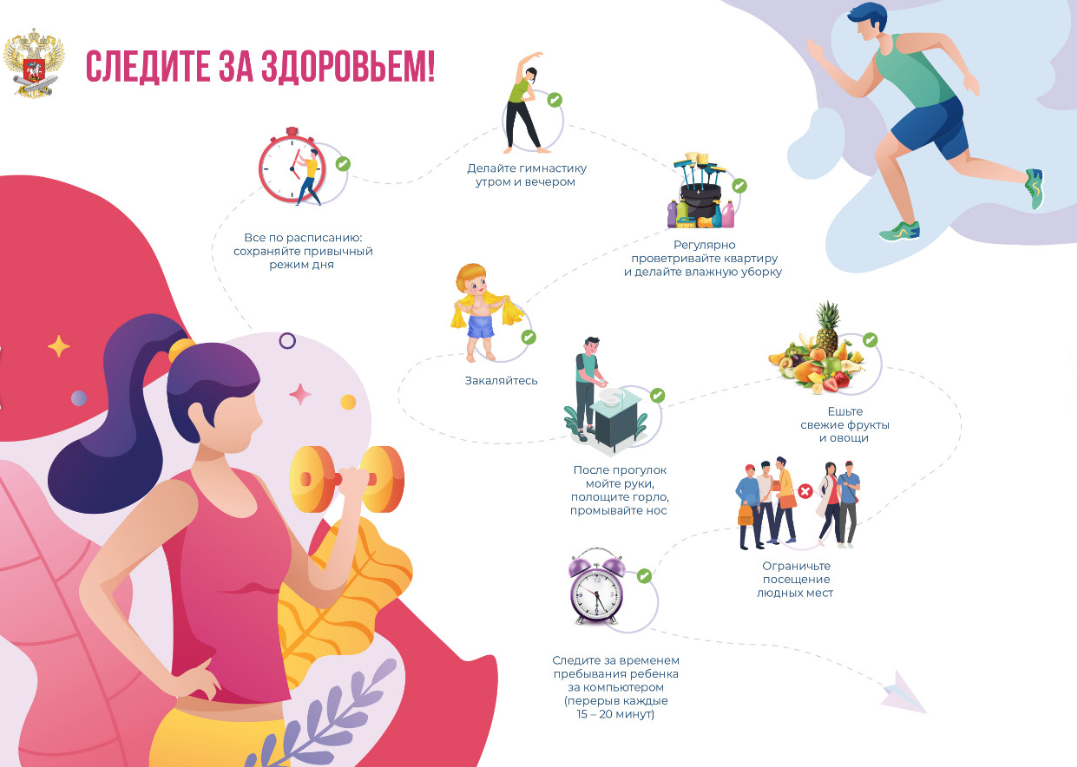 СЛЕДИТЕ ЗА ЗДОРОВЬЕМ!
Все по расписанию:
сохраняйте привычный
режим дня
Делайте гимнастику
утром и вечером
Регулярно
проветривайте квартиру
и делайте влажную уборку
Закаляйтесь
После прогулок
мойте руки,
полощите горло,
промывайте нос
Ешьте
свежие фрукты
и овощи
Ограничьте
посещение
людных мест
Следите за временем
пребывания ребенка
за компьютером
(перерыв каждые
15 – 20 минут)